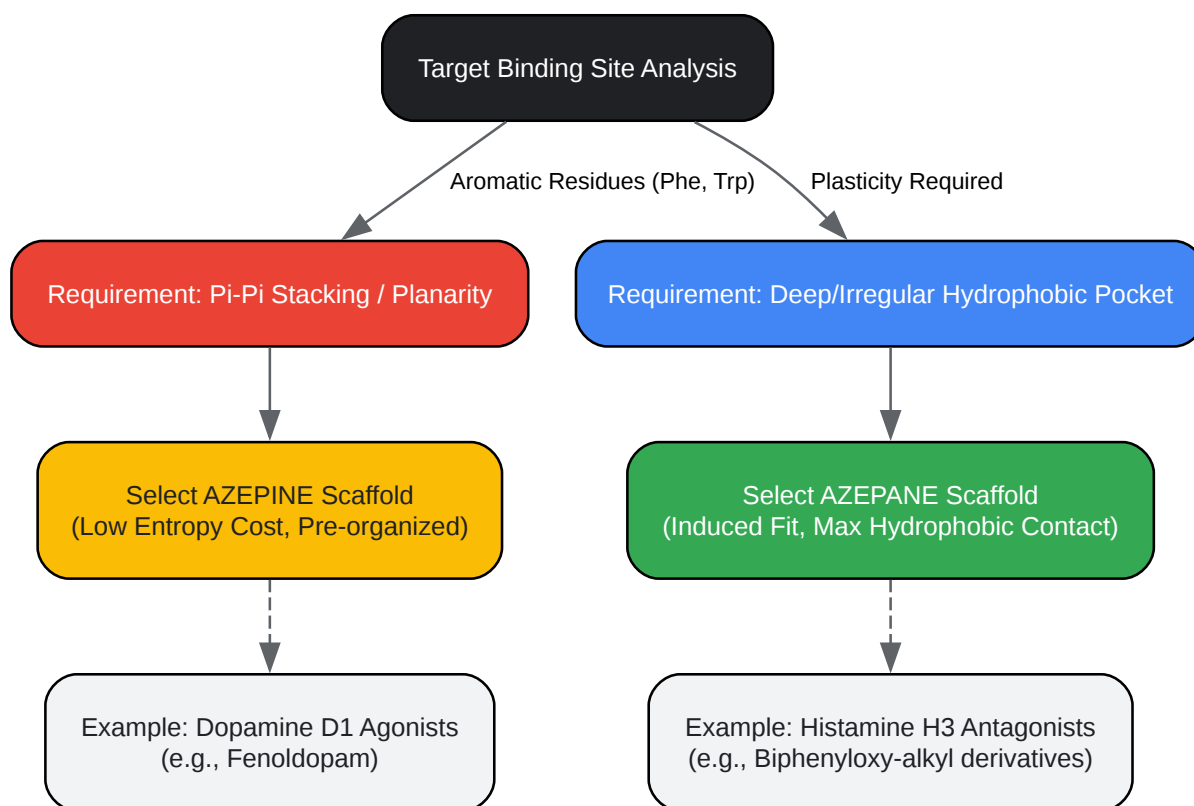 Target Binding Site Analysis
Aromatic Residues (Phe, Trp)
Plasticity Required
Requirement: Pi-Pi Stacking / Planarity
Requirement: Deep/Irregular Hydrophobic Pocket
Select AZEPINE Scaffold
(Low Entropy Cost, Pre-organized)
Select AZEPANE Scaffold
(Induced Fit, Max Hydrophobic Contact)
Example: Dopamine D1 Agonists
(e.g., Fenoldopam)
Example: Histamine H3 Antagonists
(e.g., Biphenyloxy-alkyl derivatives)